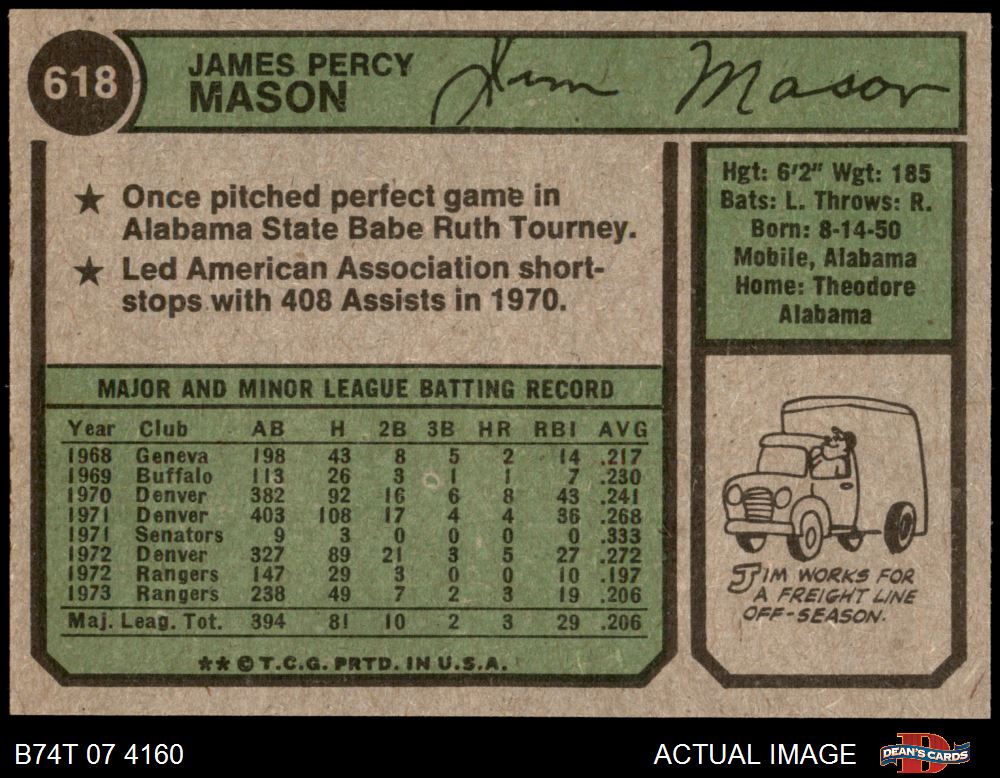 618
JAMES PERCY
MASON
Jim Mason
★ Once pitched perfect game in
Alabama State Babe Ruth Tourney.
★ Led American Association short-
stops with 408 Assists in 1970.
Hgt: 6'2" Wgt: 185
Bats: L. Throws: R.
Born: 8-14-50
Mobile, Alabama
Home: Theodore
Alabama
MAJOR AND MINOR LEAGUE BATTING RECORD
Year Club AB H 2B 3B HR RBI AVG
1968 Geneva 198 43 8 5 2 14 .217
1969 Buffalo 113 26 3 1 1 7 .230
1970 Denver 382 92 16 6 8 43 .241
1971 Denver 403 108 17 4 4 36 .268
1971 Senators 9 3 0 0 0 0 .333
1972 Denver 327 89 21 3 5 27 .272
1972 Rangers 147 29 3 0 0 10 .197
1973 Rangers 238 49 7 2 3 19 .206
Maj. Leag. Tot. 394 81 10 2 3 29 .206
** © T.C.G. PRTD. IN U.S.A.
JIM WORKS FOR
A FREIGHT LINE
OFF-SEASON.
B74T 07 4160
ACTUAL IMAGE
DEAN'S CARDS